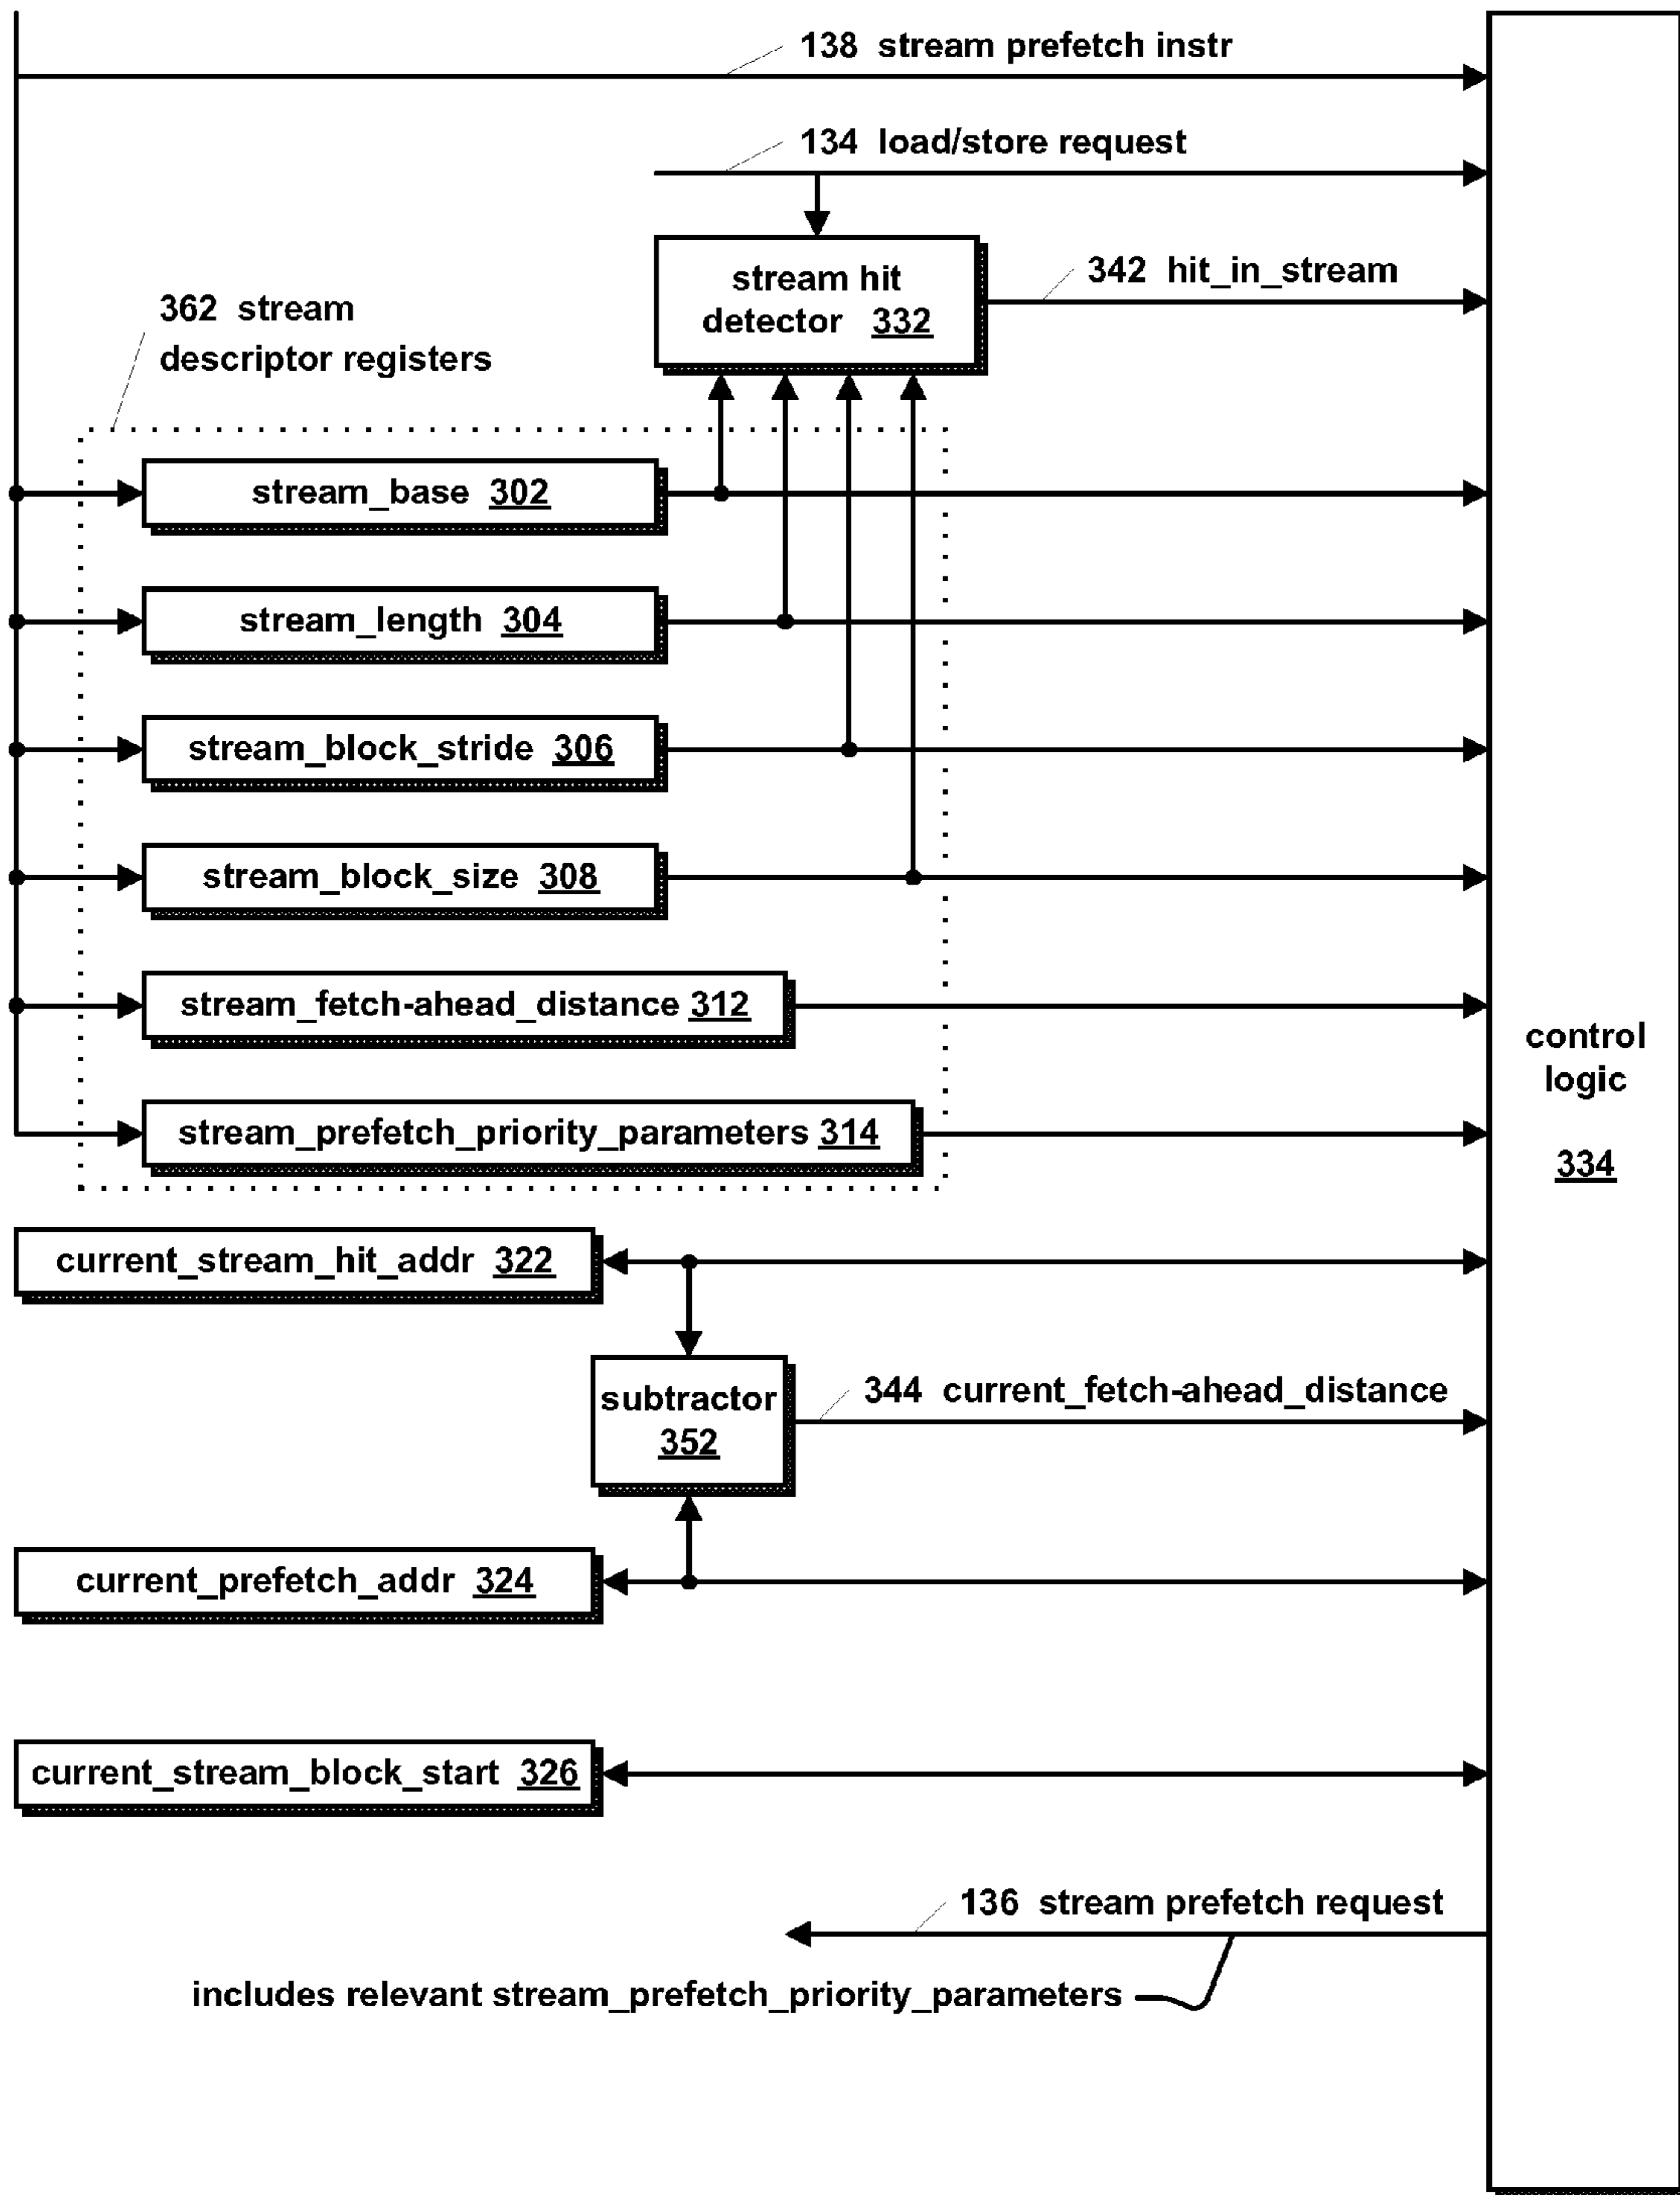 138 stream prefetch instr
134 load/store request
stream hit
detector 332
342 hit_in_stream
362 stream
descriptor registers
stream_base 302
stream_length 304
stream_block_stride 306
stream_block_size 308
stream_fetch-ahead_distance 312
stream_prefetch_priority_parameters 314
control
logic
334
current_stream_hit_addr 322
subtractor
352
344 current_fetch-ahead_distance
current_prefetch_addr 324
current_stream_block_start 326
136 stream prefetch request
includes relevant stream_prefetch_priority_parameters